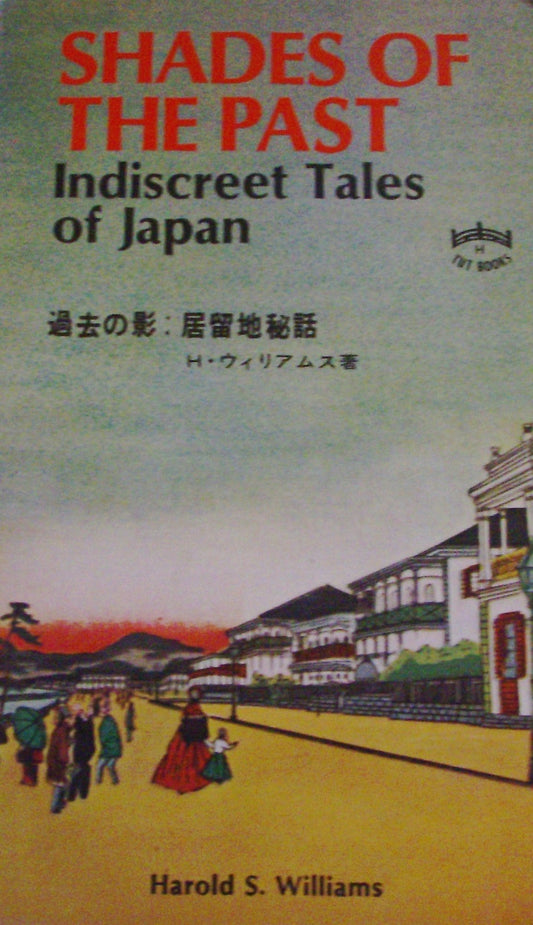 SHADES OF
THE PAST
Indiscreet Tales
of Japan
H
TUT BOOKS
過去の影:居留地秘話
H・ウィリアムス著
Harold S. Williams